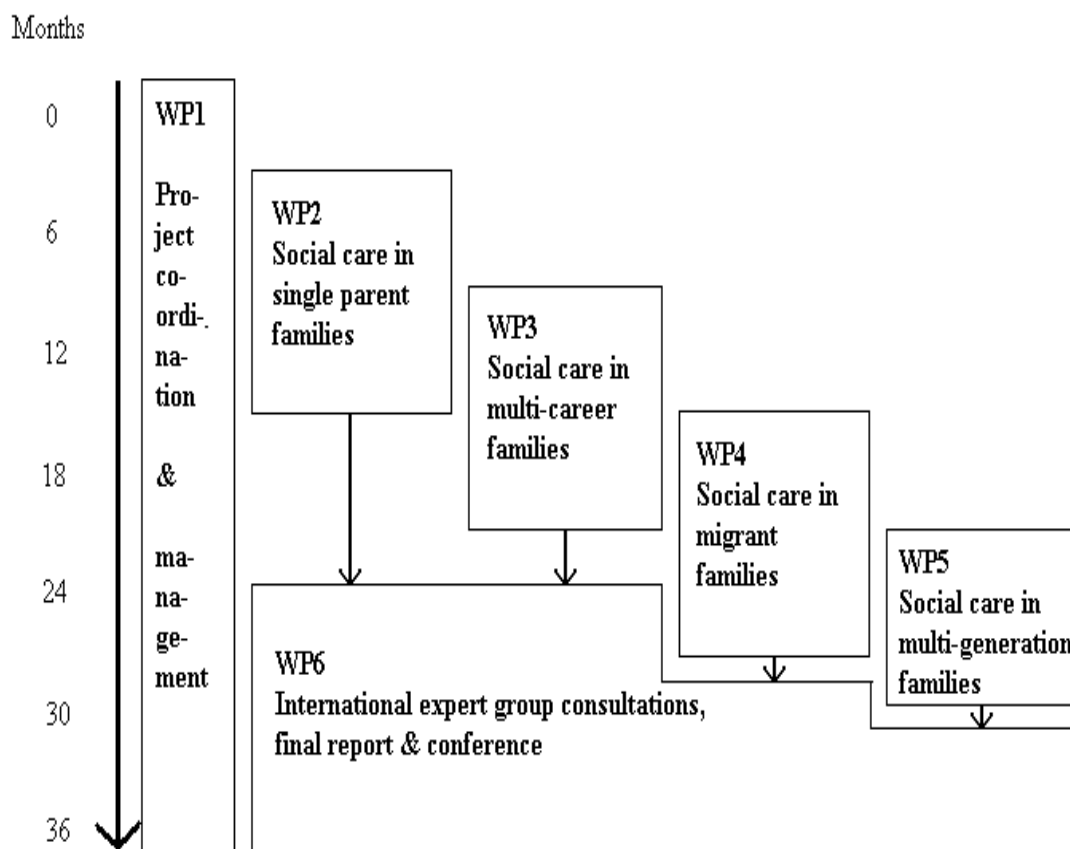 Months
0
6
12
18
24
30
36
WP1
Pro-
ject
co-
ordi-.
na-
tion
&
ma-
na-
ge-
ment
WP2
Social care in
single parent
families
WP3
Social care in
multi-career
families
WP4
Social care in
migrant
families
WP5
Social care in
multi-generation
families
WP6
International expert group consultations,
final report & conference